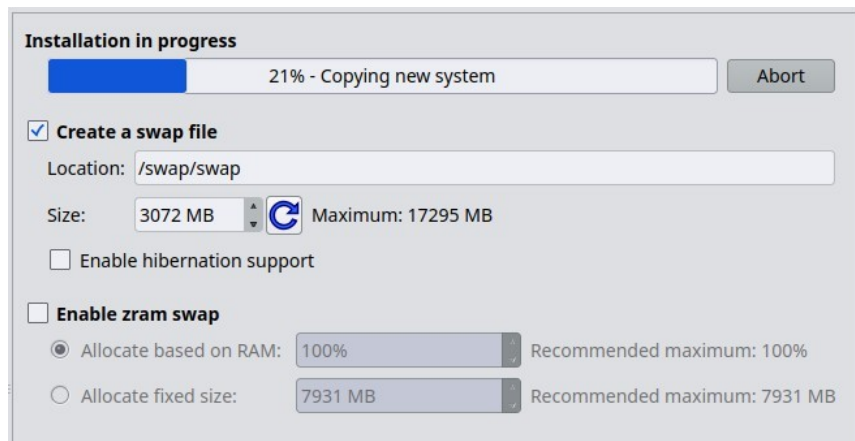 Installation in progress
21% - Copying new system Abort
Create a swap file
Location: /swap/swap
Size: 3072 MB Maximum: 17295 MB
Enable hibernation support
Enable zram swap
Allocate based on RAM: 100% Recommended maximum: 100%
Allocate fixed size: 7931 MB Recommended maximum: 7931 MB